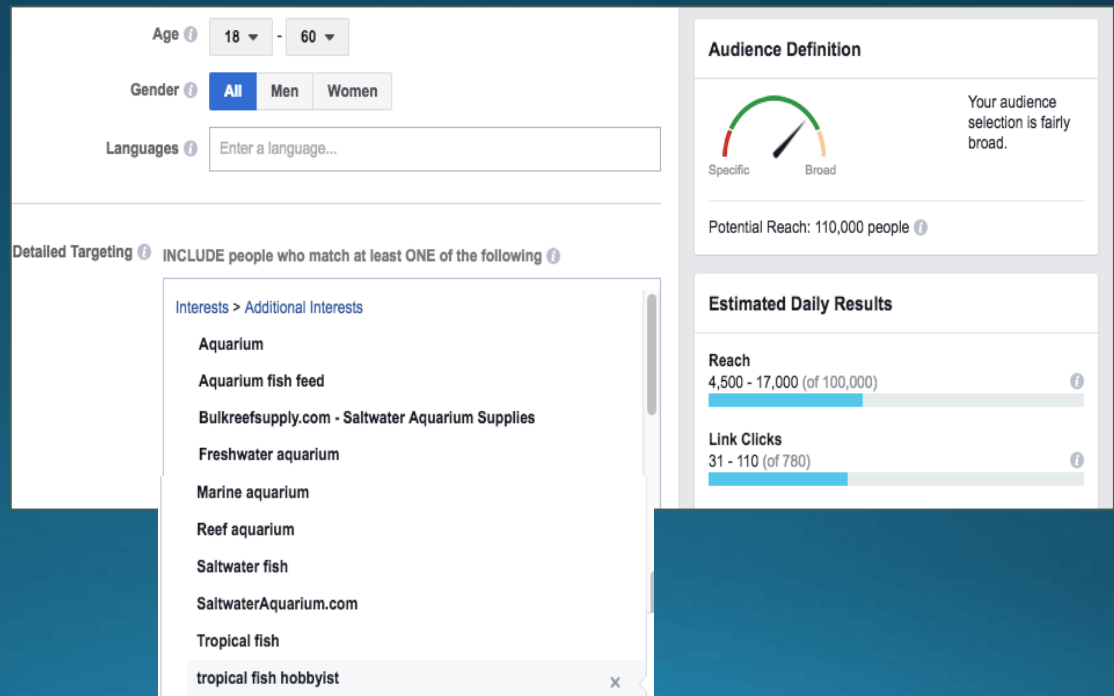 Age
18 - 60
Gender
All Men Women
Languages
Enter a language...
Detailed Targeting
INCLUDE people who match at least ONE of the following
Interests > Additional Interests
Aquarium
Aquarium fish feed
Bulkreefsupply.com - Saltwater Aquarium Supplies
Freshwater aquarium
Marine aquarium
Reef aquarium
Saltwater fish
SaltwaterAquarium.com
Tropical fish
tropical fish hobbyist
Audience Definition
Your audience
selection is fairly
broad.
Specific Broad
Potential Reach: 110,000 people
Estimated Daily Results
Reach
4,500 - 17,000 (of 100,000)
Link Clicks
31 - 110 (of 780)